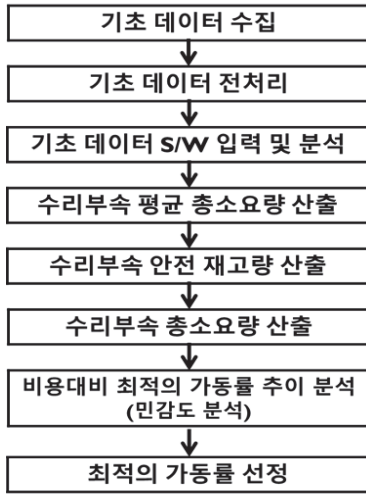 기초 데이터 수집
기초 데이터 전처리
기초 데이터 S/W 입력 및 분석
수리부속 평균 총소요량 산출
수리부속 안전 재고량 산출
수리부속 총소요량 산출
비용대비 최적의 가동률 추이 분석
(민감도 분석)
최적의 가동률 선정